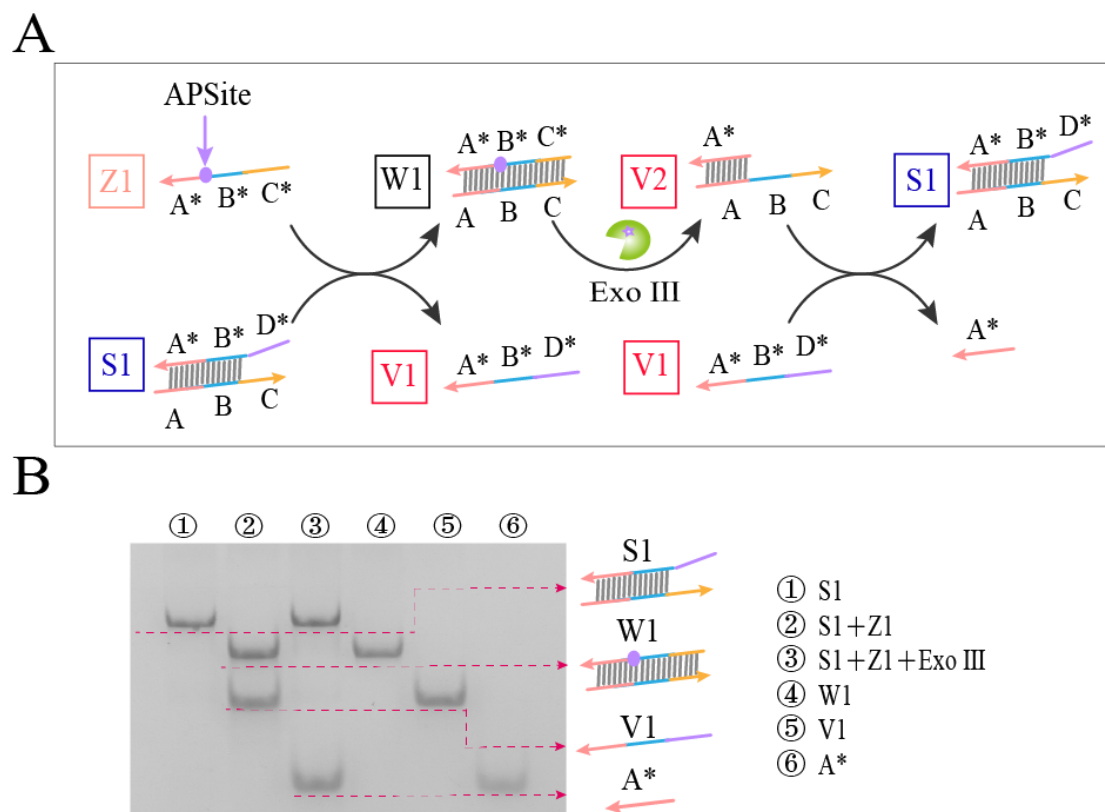 A
APSite
A* B* C*
Z1
A* B* C*
W1
A B C
A*
V2
A B C
A* B* D*
S1
A B C
Exo III
A* B* D*
S1
A B C
A* B* D*
V1
A* B* D*
V1
A*
B
① ② ③ ④ ⑤ ⑥
S1
W1
V1
A*
① S1
② S1+Z1
③ S1+Z1+Exo III
④ W1
⑤ V1
⑥ A*